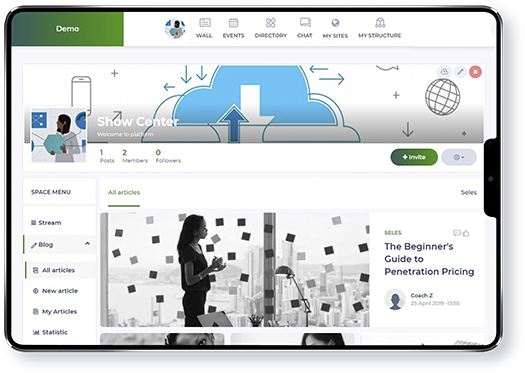 Demo
WALL
EVENTS
DIRECTORY
CHAT
MY SITES
MY STRUCTURE
Show Center
Welcome to platform
1 Posts
2 Members
0 Followers
+ Invite
SPACE MENU
Stream
Blog
All articles
New article
My Articles
Statistic
All articles
Seles
SELES
The Beginner's
Guide to
Penetration Pricing
Coach Z
25 April 2019 -13:55